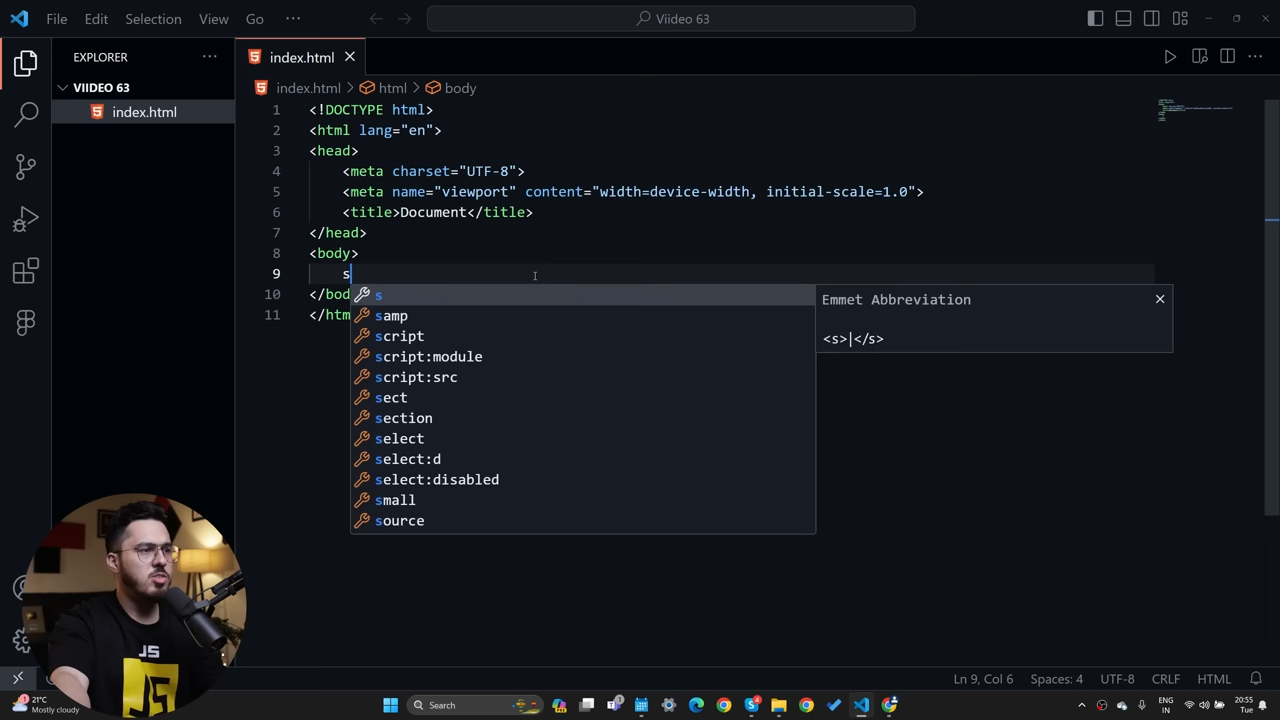 File Edit Selection View Go ···
Viideo 63
EXPLORER
VIIDEO 63
index.html
index.html
index.html > html > body
1 <!DOCTYPE html>
2 <html lang="en">
3 <head>
4 <meta charset="UTF-8">
5 <meta name="viewport" content="width=device-width, initial-scale=1.0">
6 <title>Document</title>
7 </head>
8 <body>
9 s
10 </bod
11 </htm
s
samp
script
script:module
script:src
sect
section
select
select:d
select:disabled
small
source
Emmet Abbreviation
<s>|</s>
JS
JS
Ln 9, Col 6 Spaces: 4 UTF-8 CRLF HTML
21°C
Mostly cloudy
Search
ENG
IN
20:55
Tue